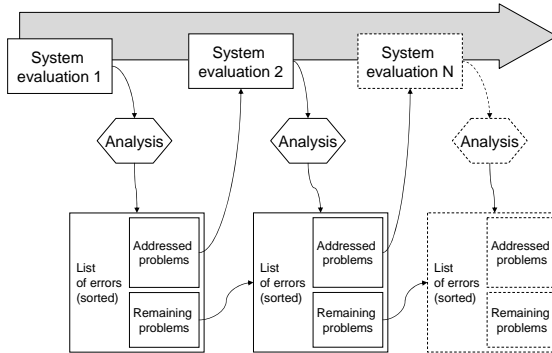 System
evaluation 1
System
evaluation 2
System
evaluation N
Analysis
Analysis
Analysis
List
of errors
(sorted)
Addressed
problems
Remaining
problems
List
of errors
(sorted)
Addressed
problems
Remaining
problems
List
of errors
(sorted)
Addressed
problems
Remaining
problems